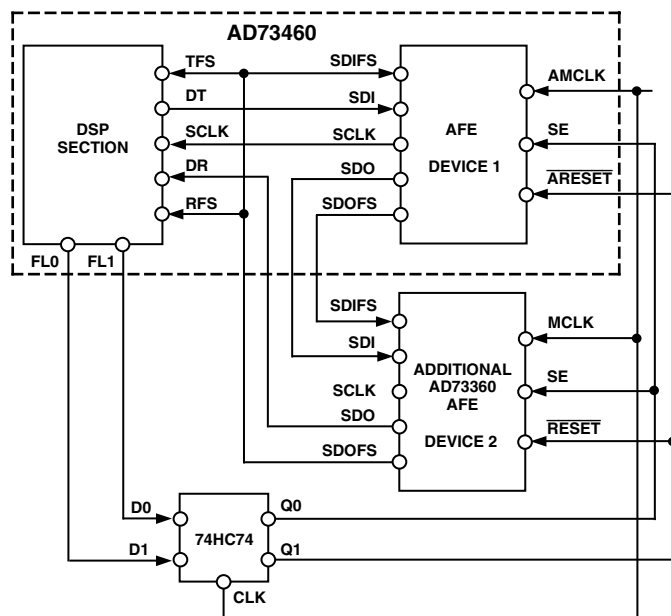 AD73460
TFS
SDIFS
AMCLK
DT
SDI
DSP
SECTION
SCLK
SCLK
AFE
DEVICE 1
SE
DR
SDO
ARESET
RFS
SDOFS
FL0
FL1
SDIFS
MCLK
SDI
ADDITIONAL
AD73360
AFE
SCLK
SE
SDO
DEVICE 2
RESET
SDOFS
D0
Q0
74HC74
D1
Q1
CLK